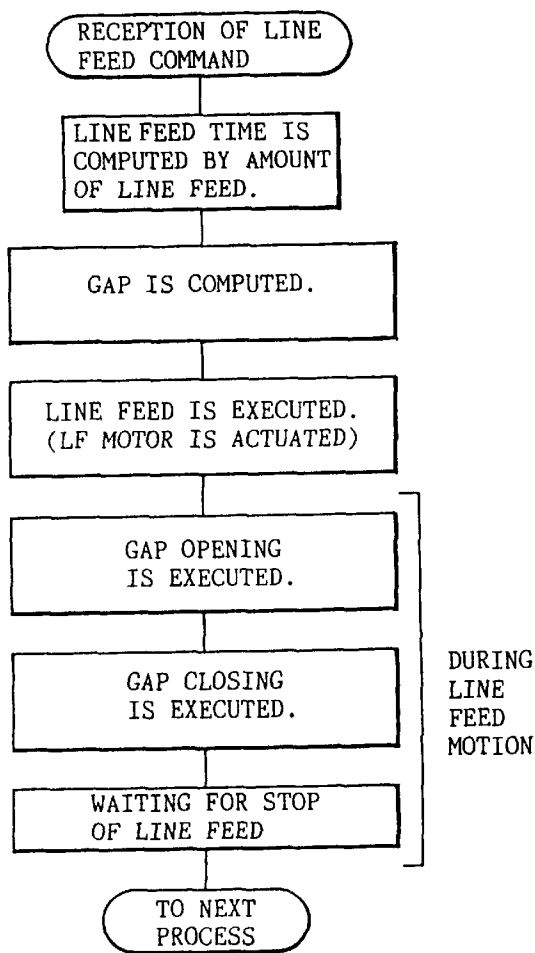 RECEPTION OF LINE
FEED COMMAND
LINE FEED TIME IS
COMPUTED BY AMOUNT
OF LINE FEED.
GAP IS COMPUTED.
LINE FEED IS EXECUTED.
(LF MOTOR IS ACTUATED)
GAP OPENING
IS EXECUTED.
GAP CLOSING
IS EXECUTED.
WAITING FOR STOP
OF LINE FEED
DURING
LINE
FEED
MOTION
TO NEXT
PROCESS